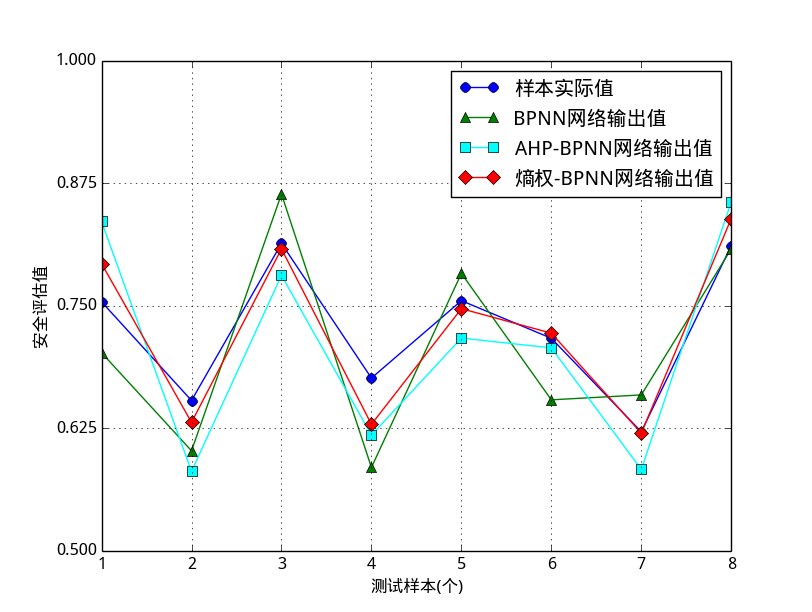 1.000
样本实际值
BPNN网络输出值
AHP-BPNN网络输出值
熵权-BPNN网络输出值
0.875
0.750
安全评估值
0.625
0.500
1 2 3 4 5 6 7 8
测试样本(个)